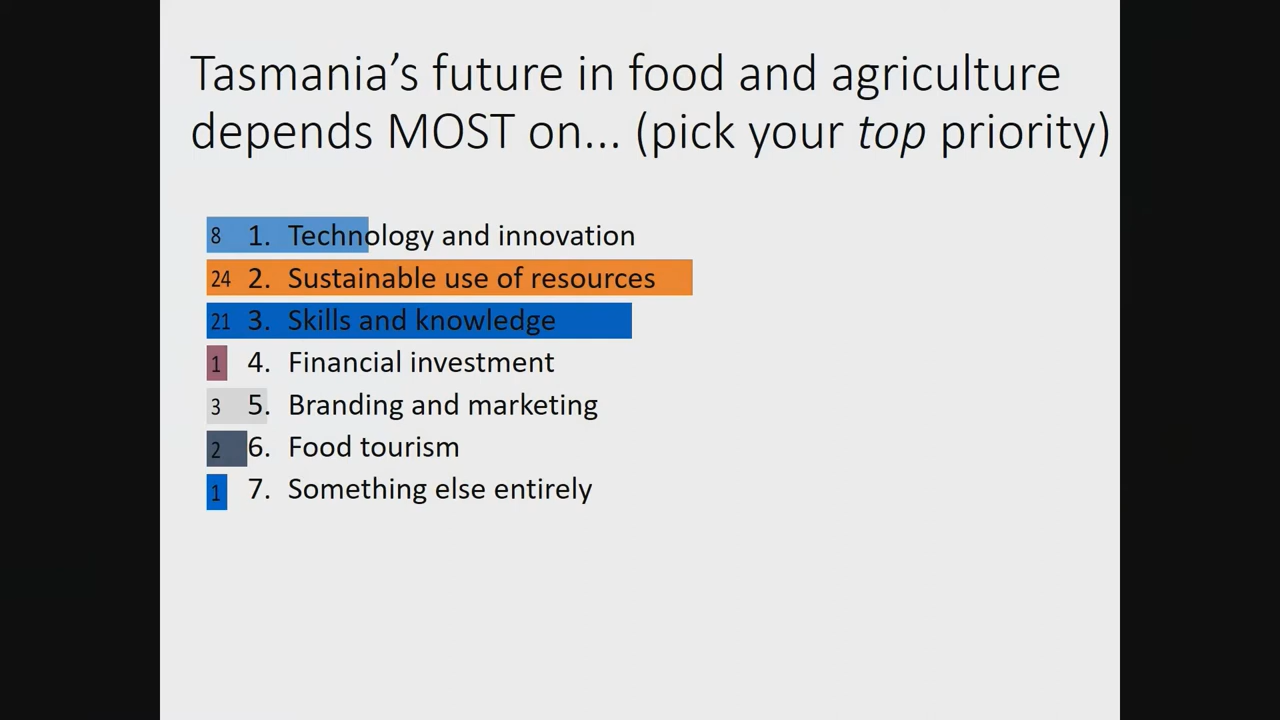 Tasmania’s future in food and agriculture
depends MOST on... (pick your top priority)
8 1. Technology and innovation
24 2. Sustainable use of resources
21 3. Skills and knowledge
1 4. Financial investment
3 5. Branding and marketing
2 6. Food tourism
1 7. Something else entirely